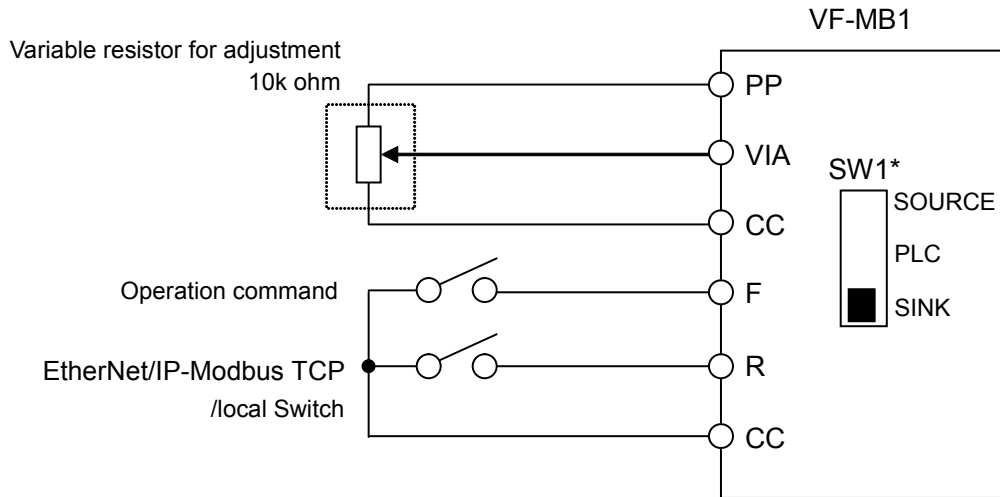 VF-MB1
Variable resistor for adjustment
10k ohm
PP
VIA
SW1*
SOURCE
CC
PLC
Operation command
F
SINK
EtherNet/IP-Modbus TCP
R
/local Switch
CC